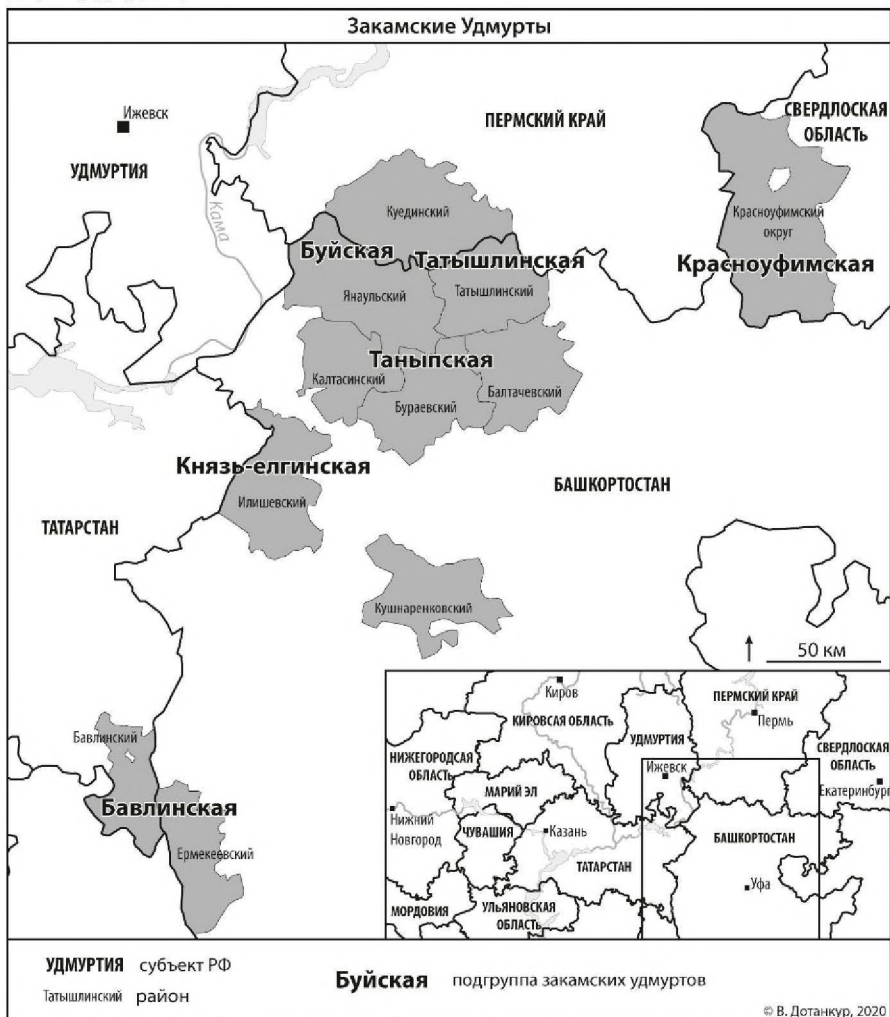 Закамские Удмурты
Ижевск
УДМУРТИЯ
Кама
ПЕРМСКИЙ КРАЙ
СВЕРДЛОСКАЯ
ОБЛАСТЬ
Куединский
Красноуфимский
округ
Буйская
Татышлинская
Красноуфимская
Янаульский
Татышлинский
Таныпская
Калтасинский
Балтачевский
Бураевский
Князь-елгинская
Илишевский
БАШКОРТОСТАН
ТАТАРСТАН
Кушнаренковский
50 км
Бавлинский
Бавлинская
Ермекеевский
Киров
ПЕРМСКИЙ КРАЙ
Пермь
КИРОВСАЯ ОБЛАСТЬ
УДМУРТИЯ
НИЖЕГОРОДСАЯ
ОБЛАСТЬ
СВЕРДЛОСКАЯ
ОБЛАСТЬ
Ижевск
МАРИЙ ЭЛ
Екатеринбург
Нижний
Новгород
ЧУВАШИЯ
Казань
БАШКОРТОСТАН
ТАТАРСТАН
Уфа
МОРДОВИЯ
УЛЬЯНОВСКАЯ
ОБЛАСТЬ
УДМУРТИЯ субъект РФ
Татышлинский район
Буйская подгруппа закамских удмуртов
© В. Дотанкур, 2020